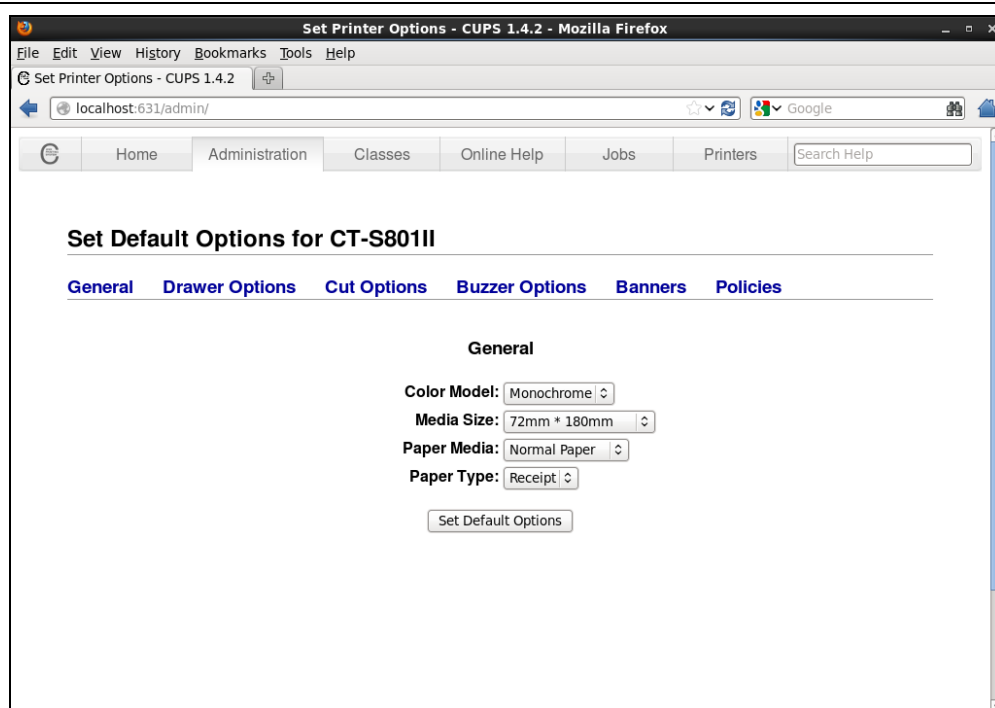 Set Printer Options - CUPS 1.4.2 - Mozilla Firefox
File Edit View History Bookmarks Tools Help
Set Printer Options - CUPS 1.4.2
localhost:631/admin/
Google
Home Administration Classes Online Help Jobs Printers Search Help
Set Default Options for CT-S801II
General Drawer Options Cut Options Buzzer Options Banners Policies
General
Color Model: Monochrome
Media Size: 72mm * 180mm
Paper Media: Normal Paper
Paper Type: Receipt
Set Default Options